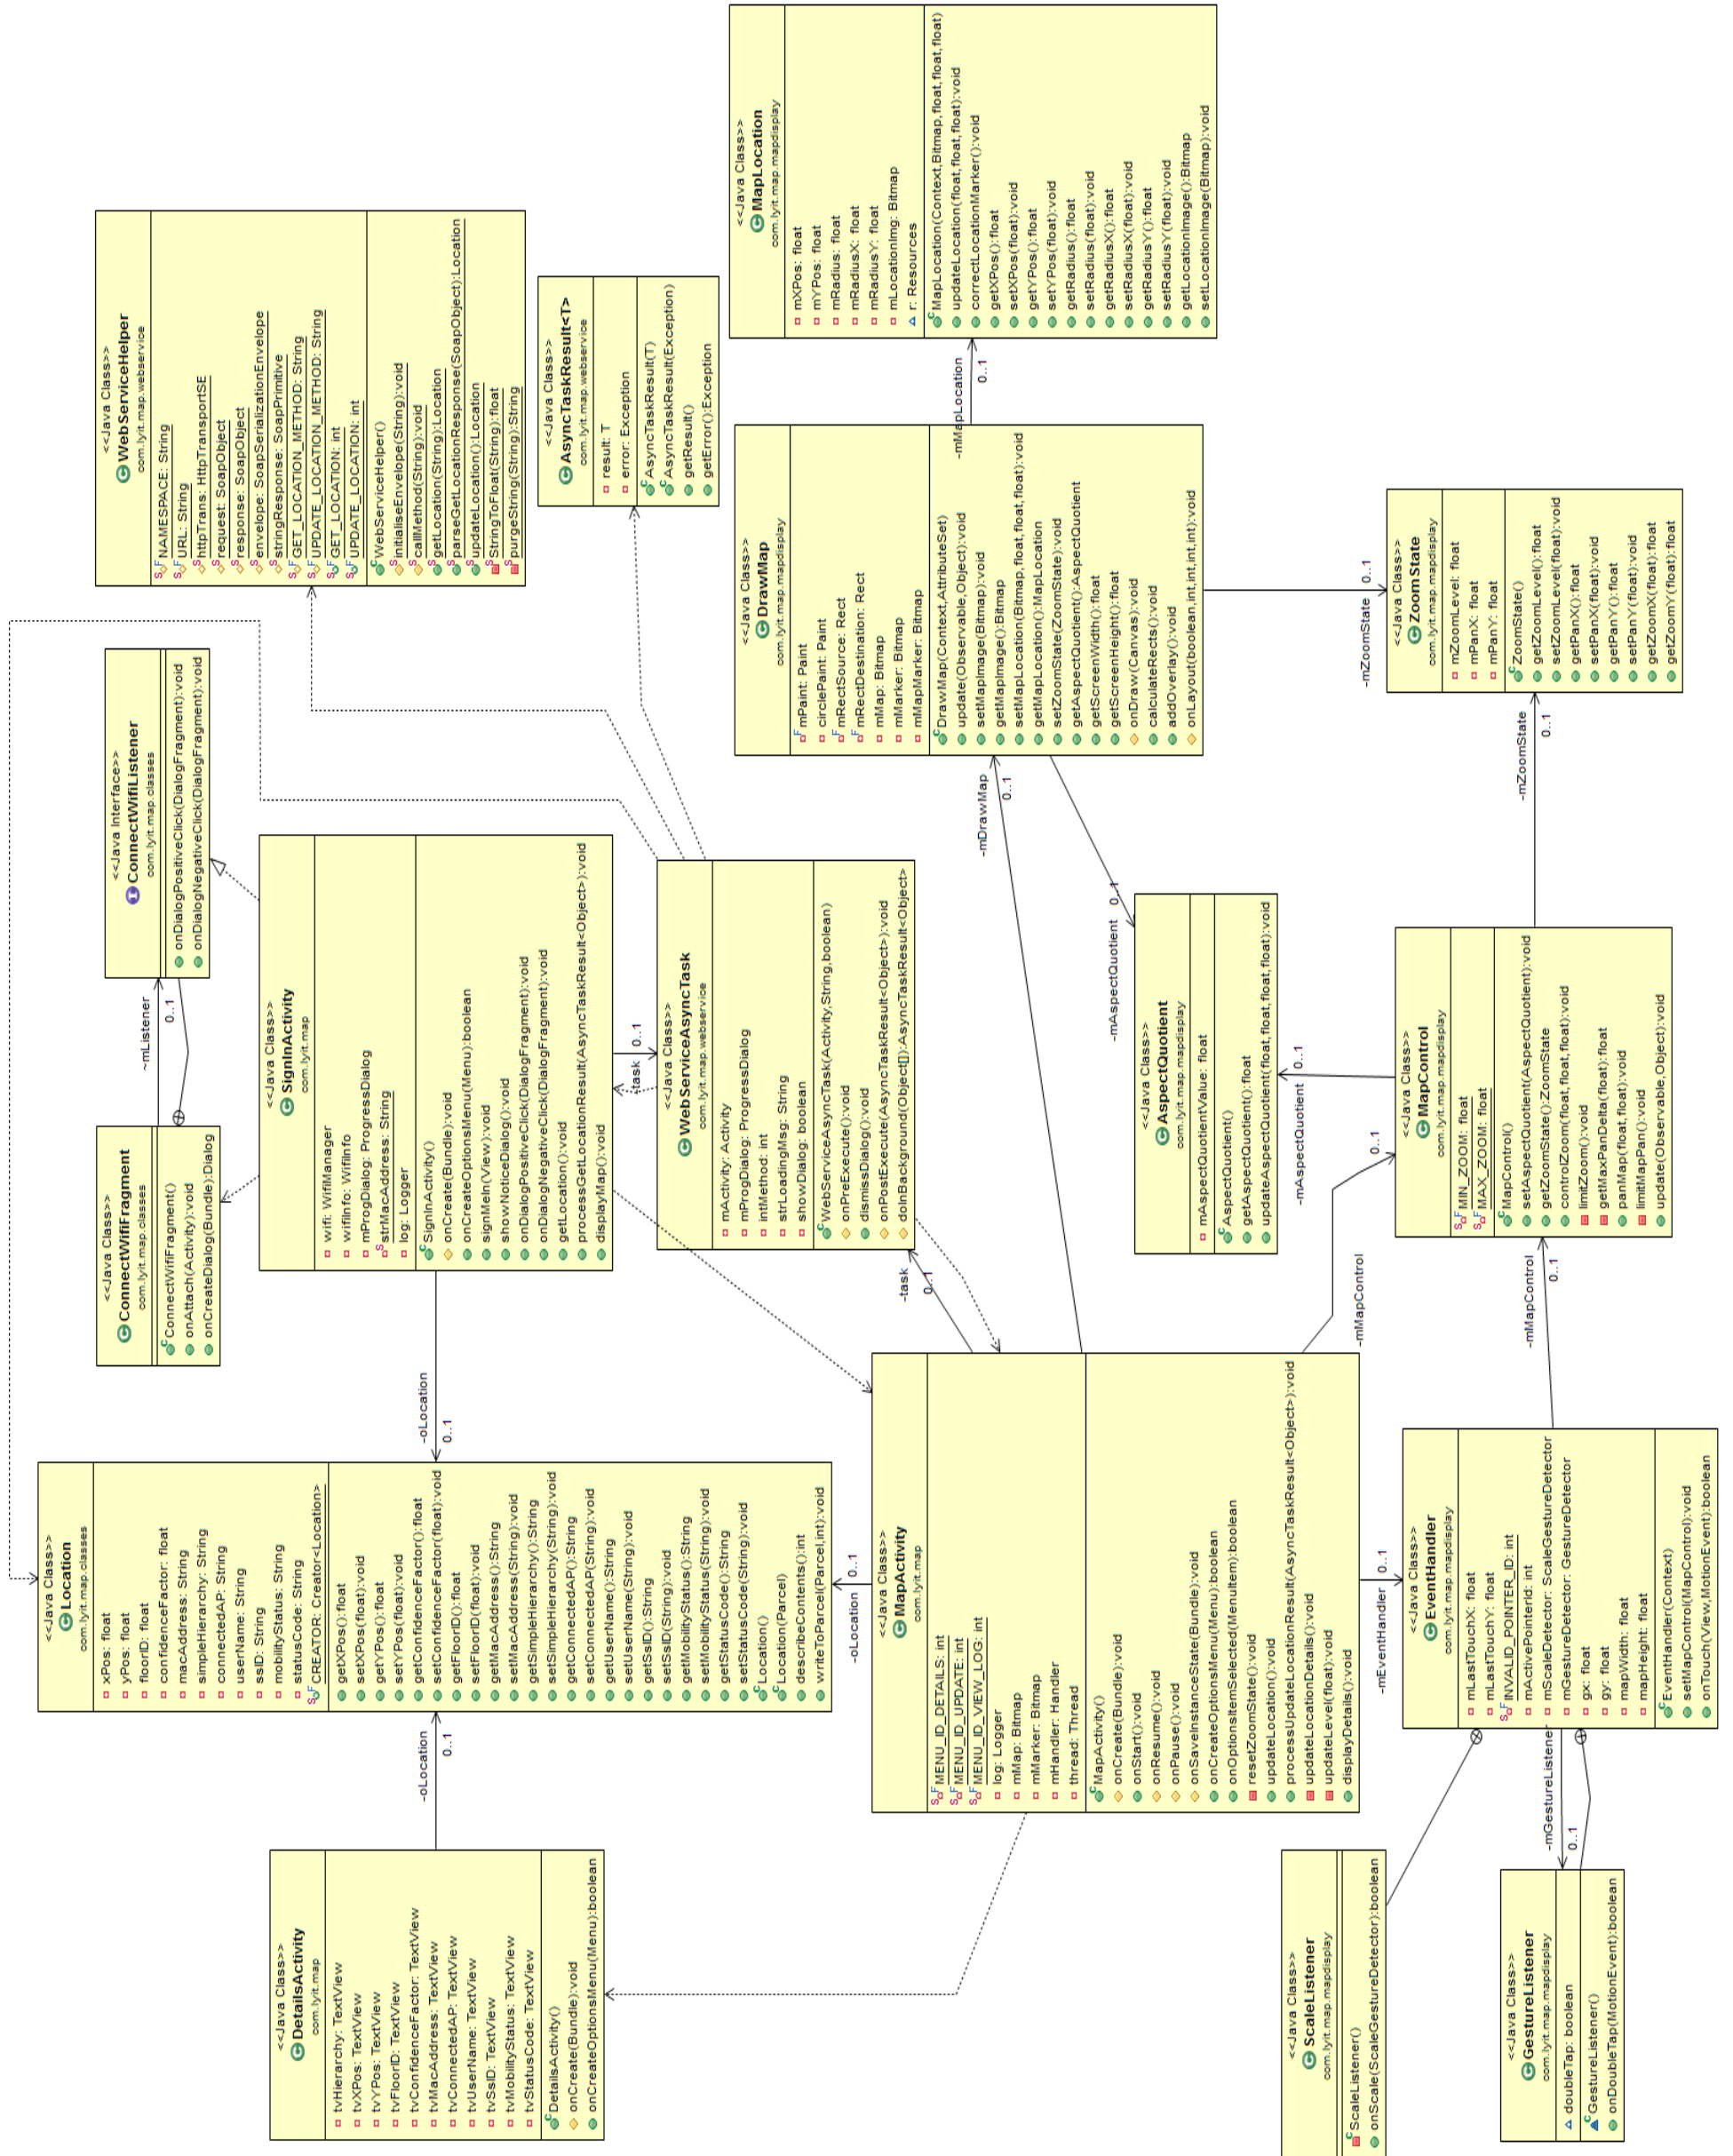 <<Java Class>>
DetailsActivity
com.lyit.map
tvHierarchy: TextView
tvXPos: TextView
tvYPos: TextView
tvFloorID: TextView
tvConfidenceFactor: TextView
tvMacAddress: TextView
tvConnectedAP: TextView
tvUserName: TextView
tvSsID: TextView
tvMobilityStatus: TextView
tvStatusCode: TextView
DetailsActivity()
onCreate(Bundle):void
onCreateOptionsMenu(Menu):boolean
-oLocation
0..1
<<Java Class>>
Location
com.lyit.map.classes
xPos: float
yPos: float
floorID: float
confidenceFactor: float
macAddress: String
simpleHierarchy: String
connectedAP: String
userName: String
ssID: String
mobilityStatus: String
statusCode: String
CREATOR: Creator<Location>
getXPos():float
setXPos(float):void
getYPos():float
setYPos(float):void
getConfidenceFactor():float
setConfidenceFactor(float):void
getFloorID():float
setFloorID(float):void
getMacAddress():String
setMacAddress(String):void
getSimpleHierarchy():String
setSimpleHierarchy(String):void
getConnectedAP():String
setConnectedAP(String):void
getUserName():String
setUserName(String):void
getSsID():String
setSsID(String):void
getMobilityStatus():String
setMobilityStatus(String):void
getStatusCode():String
setStatusCode(String):void
Location()
Location(Parcel)
describeContents():int
writeToParcel(Parcel,int):void
-oLocation
0..1
<<Java Class>>
ConnectWifiFragment
com.lyit.map.classes
ConnectWifiFragment()
onAttach(Activity):void
onCreateDialog(Bundle):Dialog
~mListener
0..1
<<Java Interface>>
ConnectWifiListener
com.lyit.map.classes
onDialogPositiveClick(DialogFragment):void
onDialogNegativeClick(DialogFragment):void
<<Java Class>>
WebServiceHelper
com.lyit.map.webservice
NAMESPACE: String
URL: String
httpTrans: HttpTransportSE
request: SoapObject
response: SoapObject
envelope: SoapSerializationEnvelope
stringResponse: SoapPrimitive
GET_LOCATION_METHOD: String
UPDATE_LOCATION_METHOD: String
GET_LOCATION: int
UPDATE_LOCATION: int
WebServiceHelper()
initialiseEnvelope(String):void
callMethod(String):void
getLocation(String):Location
parseGetLocationResponse(SoapObject):Location
updateLocation():Location
StringToFloat(String):float
purgeString(String):String
<<Java Class>>
SignInActivity
com.lyit.map
wifi: WifiManager
wifiInfo: WifiInfo
mProgDialog: ProgressDialog
strMacAddress: String
log: Logger
SignInActivity()
onCreate(Bundle):void
onCreateOptionsMenu(Menu):boolean
signMeIn(View):void
showNoticeDialog():void
onDialogPositiveClick(DialogFragment):void
onDialogNegativeClick(DialogFragment):void
getLocation():void
processGetLocationResult(AsyncTaskResult<Object>):void
displayMap():void
-task
0..1
<<Java Class>>
AsyncTaskResult<T>
com.lyit.map.webservice
result: T
error: Exception
AsyncTaskResult(T)
AsyncTaskResult(Exception)
getResult()
getError():Exception
<<Java Class>>
WebServiceAsyncTask
com.lyit.map.webservice
mActivity: Activity
mProgDialog: ProgressDialog
intMethod: int
strLoadingMsg: String
showDialog: boolean
WebServiceAsyncTask(Activity,String,boolean)
onPreExecute():void
dismissDialog():void
onPostExecute(AsyncTaskResult<Object>):void
doInBackground(Object[]):AsyncTaskResult<Object>
-oLocation
0..1
-task
0..1
<<Java Class>>
MapActivity
com.lyit.map
MENU_ID_DETAILS: int
MENU_ID_UPDATE: int
MENU_ID_VIEW_LOG: int
log: Logger
mMap: Bitmap
mMarker: Bitmap
mHandler: Handler
thread: Thread
MapActivity()
onCreate(Bundle):void
onStart():void
onResume():void
onPause():void
onSaveInstanceState(Bundle):void
onCreateOptionsMenu(Menu):boolean
onOptionsItemSelected(MenuItem):boolean
resetZoomState():void
updateLocation():void
processUpdateLocationResult(AsyncTaskResult<Object>):void
updateLocationDetails():void
updateLevel(float):void
displayDetails():void
-mDrawMap
0..1
<<Java Class>>
DrawMap
com.lyit.map.mapdisplay
mPaint: Paint
circlePaint: Paint
mRectSource: Rect
mRectDestination: Rect
mMap: Bitmap
mMarker: Bitmap
mMapMarker: Bitmap
DrawMap(Context,AttributeSet)
update(Observable,Object):void
setMapImage(Bitmap):void
getMapImage():Bitmap
setMapLocation(Bitmap,float,float,float):void
getMapLocation():MapLocation
setZoomState(ZoomState):void
getAspectQuotient():AspectQuotient
getScreenWidth():float
getScreenHeight():float
onDraw(Canvas):void
calculateRects():void
addOverlay():void
onLayout(boolean,int,int,int,int):void
-mMapLocation
0..1
<<Java Class>>
MapLocation
com.lyit.map.mapdisplay
mXPos: float
mYPos: float
mRadius: float
mRadiusX: float
mRadiusY: float
mLocationImg: Bitmap
r: Resources
MapLocation(Context,Bitmap,float,float,float)
updateLocation(float,float,float):void
correctLocationMarker():void
getXPos():float
setXPos(float):void
getYPos():float
setYPos(float):void
getRadius():float
setRadius(float):void
getRadiusX():float
setRadiusX(float):void
getRadiusY():float
setRadiusY(float):void
getLocationImage():Bitmap
setLocationImage(Bitmap):void
-mAspectQuotient
0..1
<<Java Class>>
AspectQuotient
com.lyit.map.mapdisplay
mAspectQuotientValue: float
AspectQuotient()
getAspectQuotient():float
updateAspectQuotient(float,float,float,float):void
-mAspectQuotient
0..1
-mMapControl
0..1
-mZoomState
0..1
-mEventHandler
0..1
<<Java Class>>
ScaleListener
com.lyit.map.mapdisplay
ScaleListener()
onScale(ScaleGestureDetector):boolean
<<Java Class>>
EventHandler
com.lyit.map.mapdisplay
mLastTouchX: float
mLastTouchY: float
INVALID_POINTER_ID: int
mActivePointerId: int
mScaleDetector: ScaleGestureDetector
mGestureDetector: GestureDetector
gx: float
gy: float
mapWidth: float
mapHeight: float
EventHandler(Context)
setMapControl(MapControl):void
onTouch(View,MotionEvent):boolean
-mMapControl
0..1
<<Java Class>>
MapControl
com.lyit.map.mapdisplay
MIN_ZOOM: float
MAX_ZOOM: float
MapControl()
setAspectQuotient(AspectQuotient):void
getZoomState():ZoomState
controlZoom(float,float,float):void
limitZoom():void
getMaxPanDelta(float):float
panMap(float,float):void
limitMapPan():void
update(Observable,Object):void
-mZoomState
0..1
<<Java Class>>
ZoomState
com.lyit.map.mapdisplay
mZoomLevel: float
mPanX: float
mPanY: float
ZoomState()
getZoomLevel():float
setZoomLevel(float):void
getPanX():float
setPanX(float):void
getPanY():float
setPanY(float):void
getZoomX(float):float
getZoomY(float):float
-mGestureListener
0..1
<<Java Class>>
GestureListener
com.lyit.map.mapdisplay
doubleTap: boolean
GestureListener()
onDoubleTap(MotionEvent):boolean